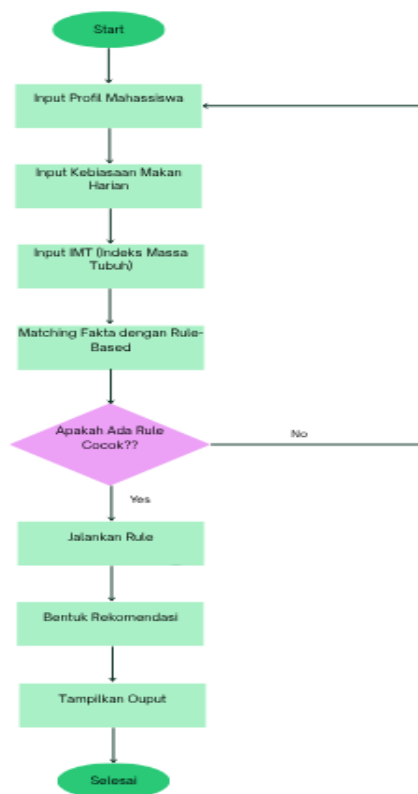 Start
Input Profil Mahassiswa
Input Kebiasaan Makan
Harian
Input IMT (Indeks Massa
Tubuh)
Matching Fakta dengan Rule-
Based
Apakah Ada Rule
Cocok??
No
Yes
Jalankan Rule
Bentuk Rekomendasi
Tampilkan Ouput
Selesai